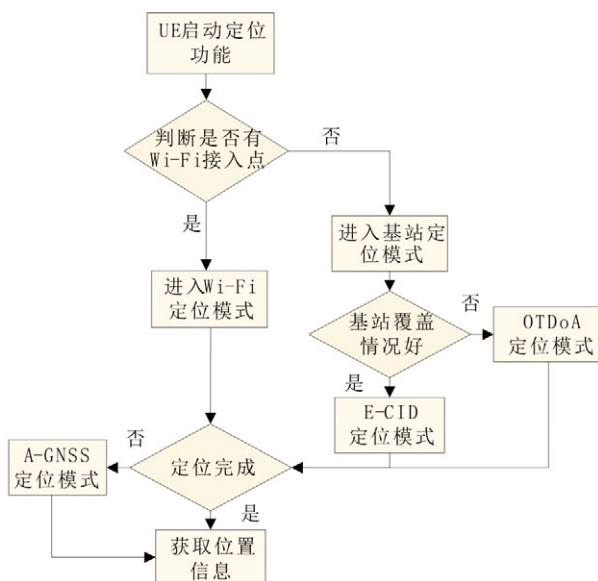 UE启动定位
功能
判断是否有
Wi-Fi接入点
否
是
进入基站定
位模式
进入Wi-Fi
定位模式
基站覆盖
情况好
否
OTDoA
定位模式
是
E-CID
定位模式
否
A-GNSS
定位模式
定位完成
是
获取位置
信息